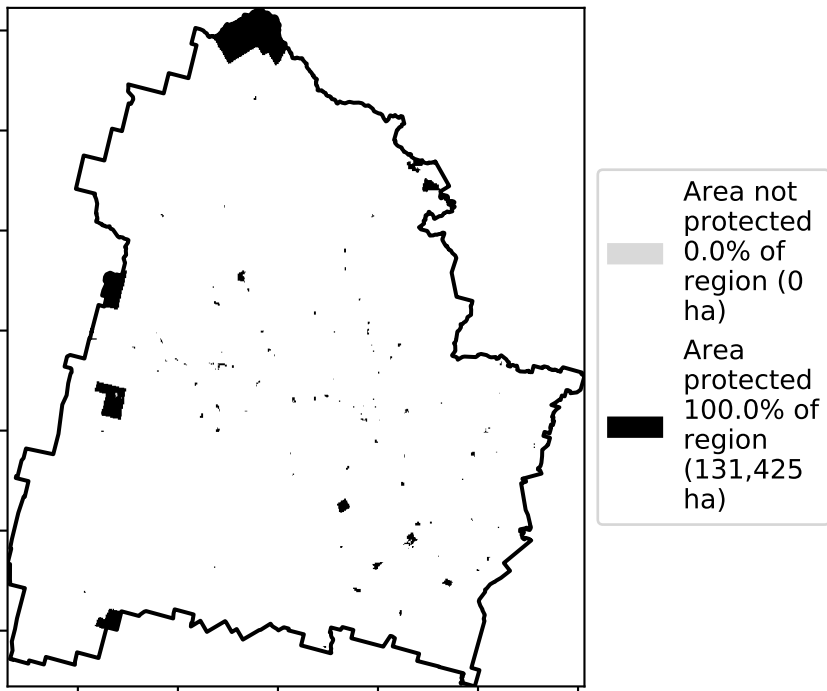 Area not
protected
0.0% of
region (0
ha)
Area
protected
100.0% of
region
(131,425
ha)